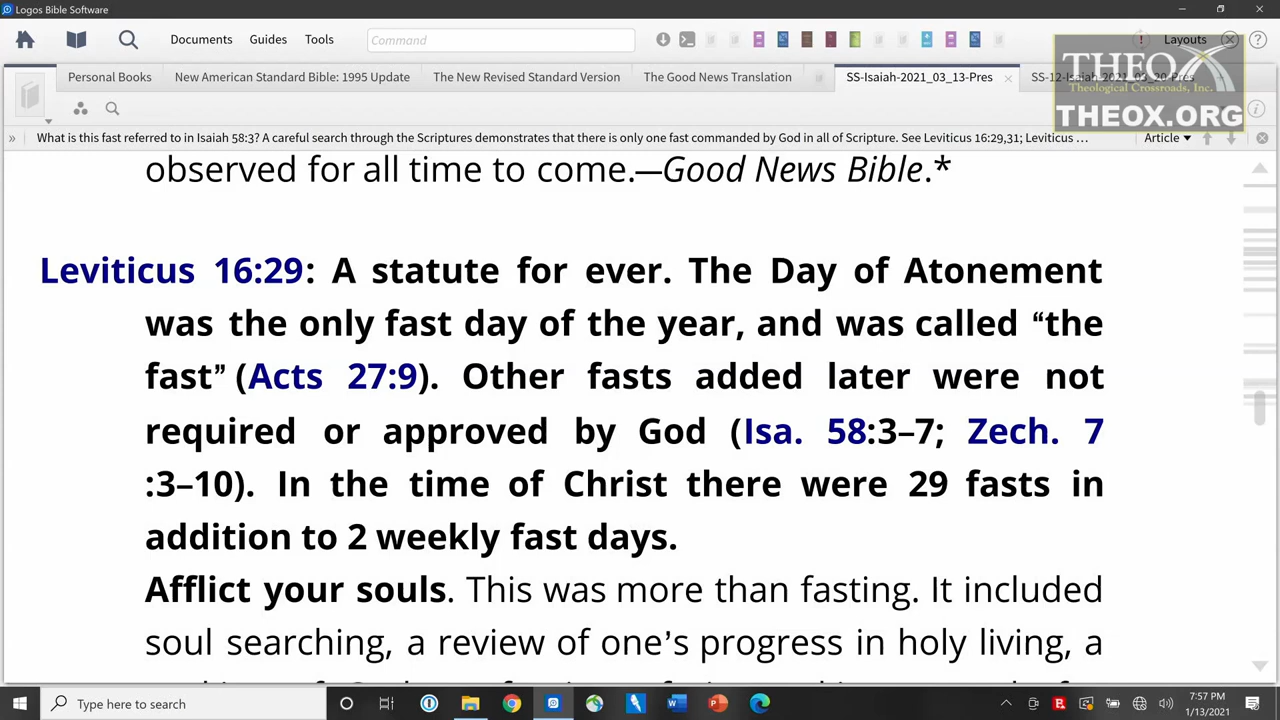 Logos Bible Software
Documents Guides Tools Command Layouts
Personal Books New American Standard Bible: 1995 Update The New Revised Standard Version The Good News Translation SS-Isaiah-2021_03_13-Pres
THEOX
Theological Crossroads, Inc.
THEOX.ORG
What is this fast referred to in Isaiah 58:3? A careful search through the Scriptures demonstrates that there is only one fast commanded by God in all of Scripture. See Leviticus 16:29,31; Leviticus … Article
observed for all time to come.—Good News Bible.*
Leviticus 16:29: A statute for ever. The Day of Atonement
was the only fast day of the year, and was called “the
fast” (Acts 27:9). Other fasts added later were not
required or approved by God (Isa. 58:3–7; Zech. 7
:3–10). In the time of Christ there were 29 fasts in
addition to 2 weekly fast days.
Afflict your souls. This was more than fasting. It included
soul searching, a review of one’s progress in holy living, a
Type here to search
7:57 PM
1/13/2021